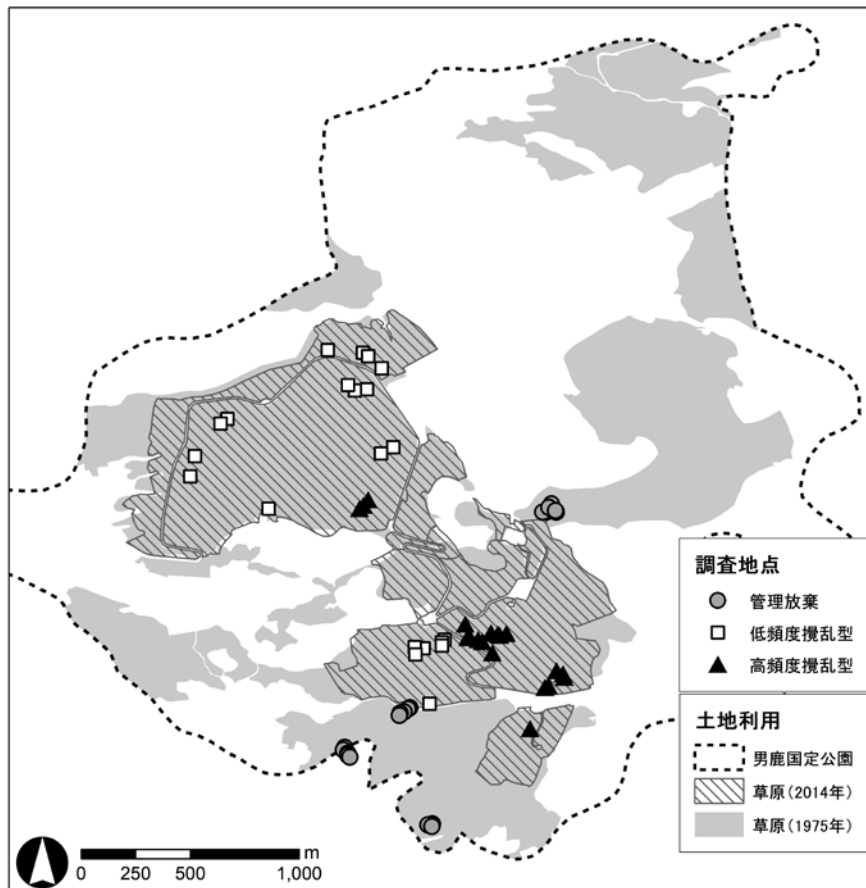 調査地点
管理放棄
低頻度攪乱型
高頻度攪乱型
土地利用
男鹿国定公園
草原(2014年)
草原(1975年)
m
0 250 500 1,000